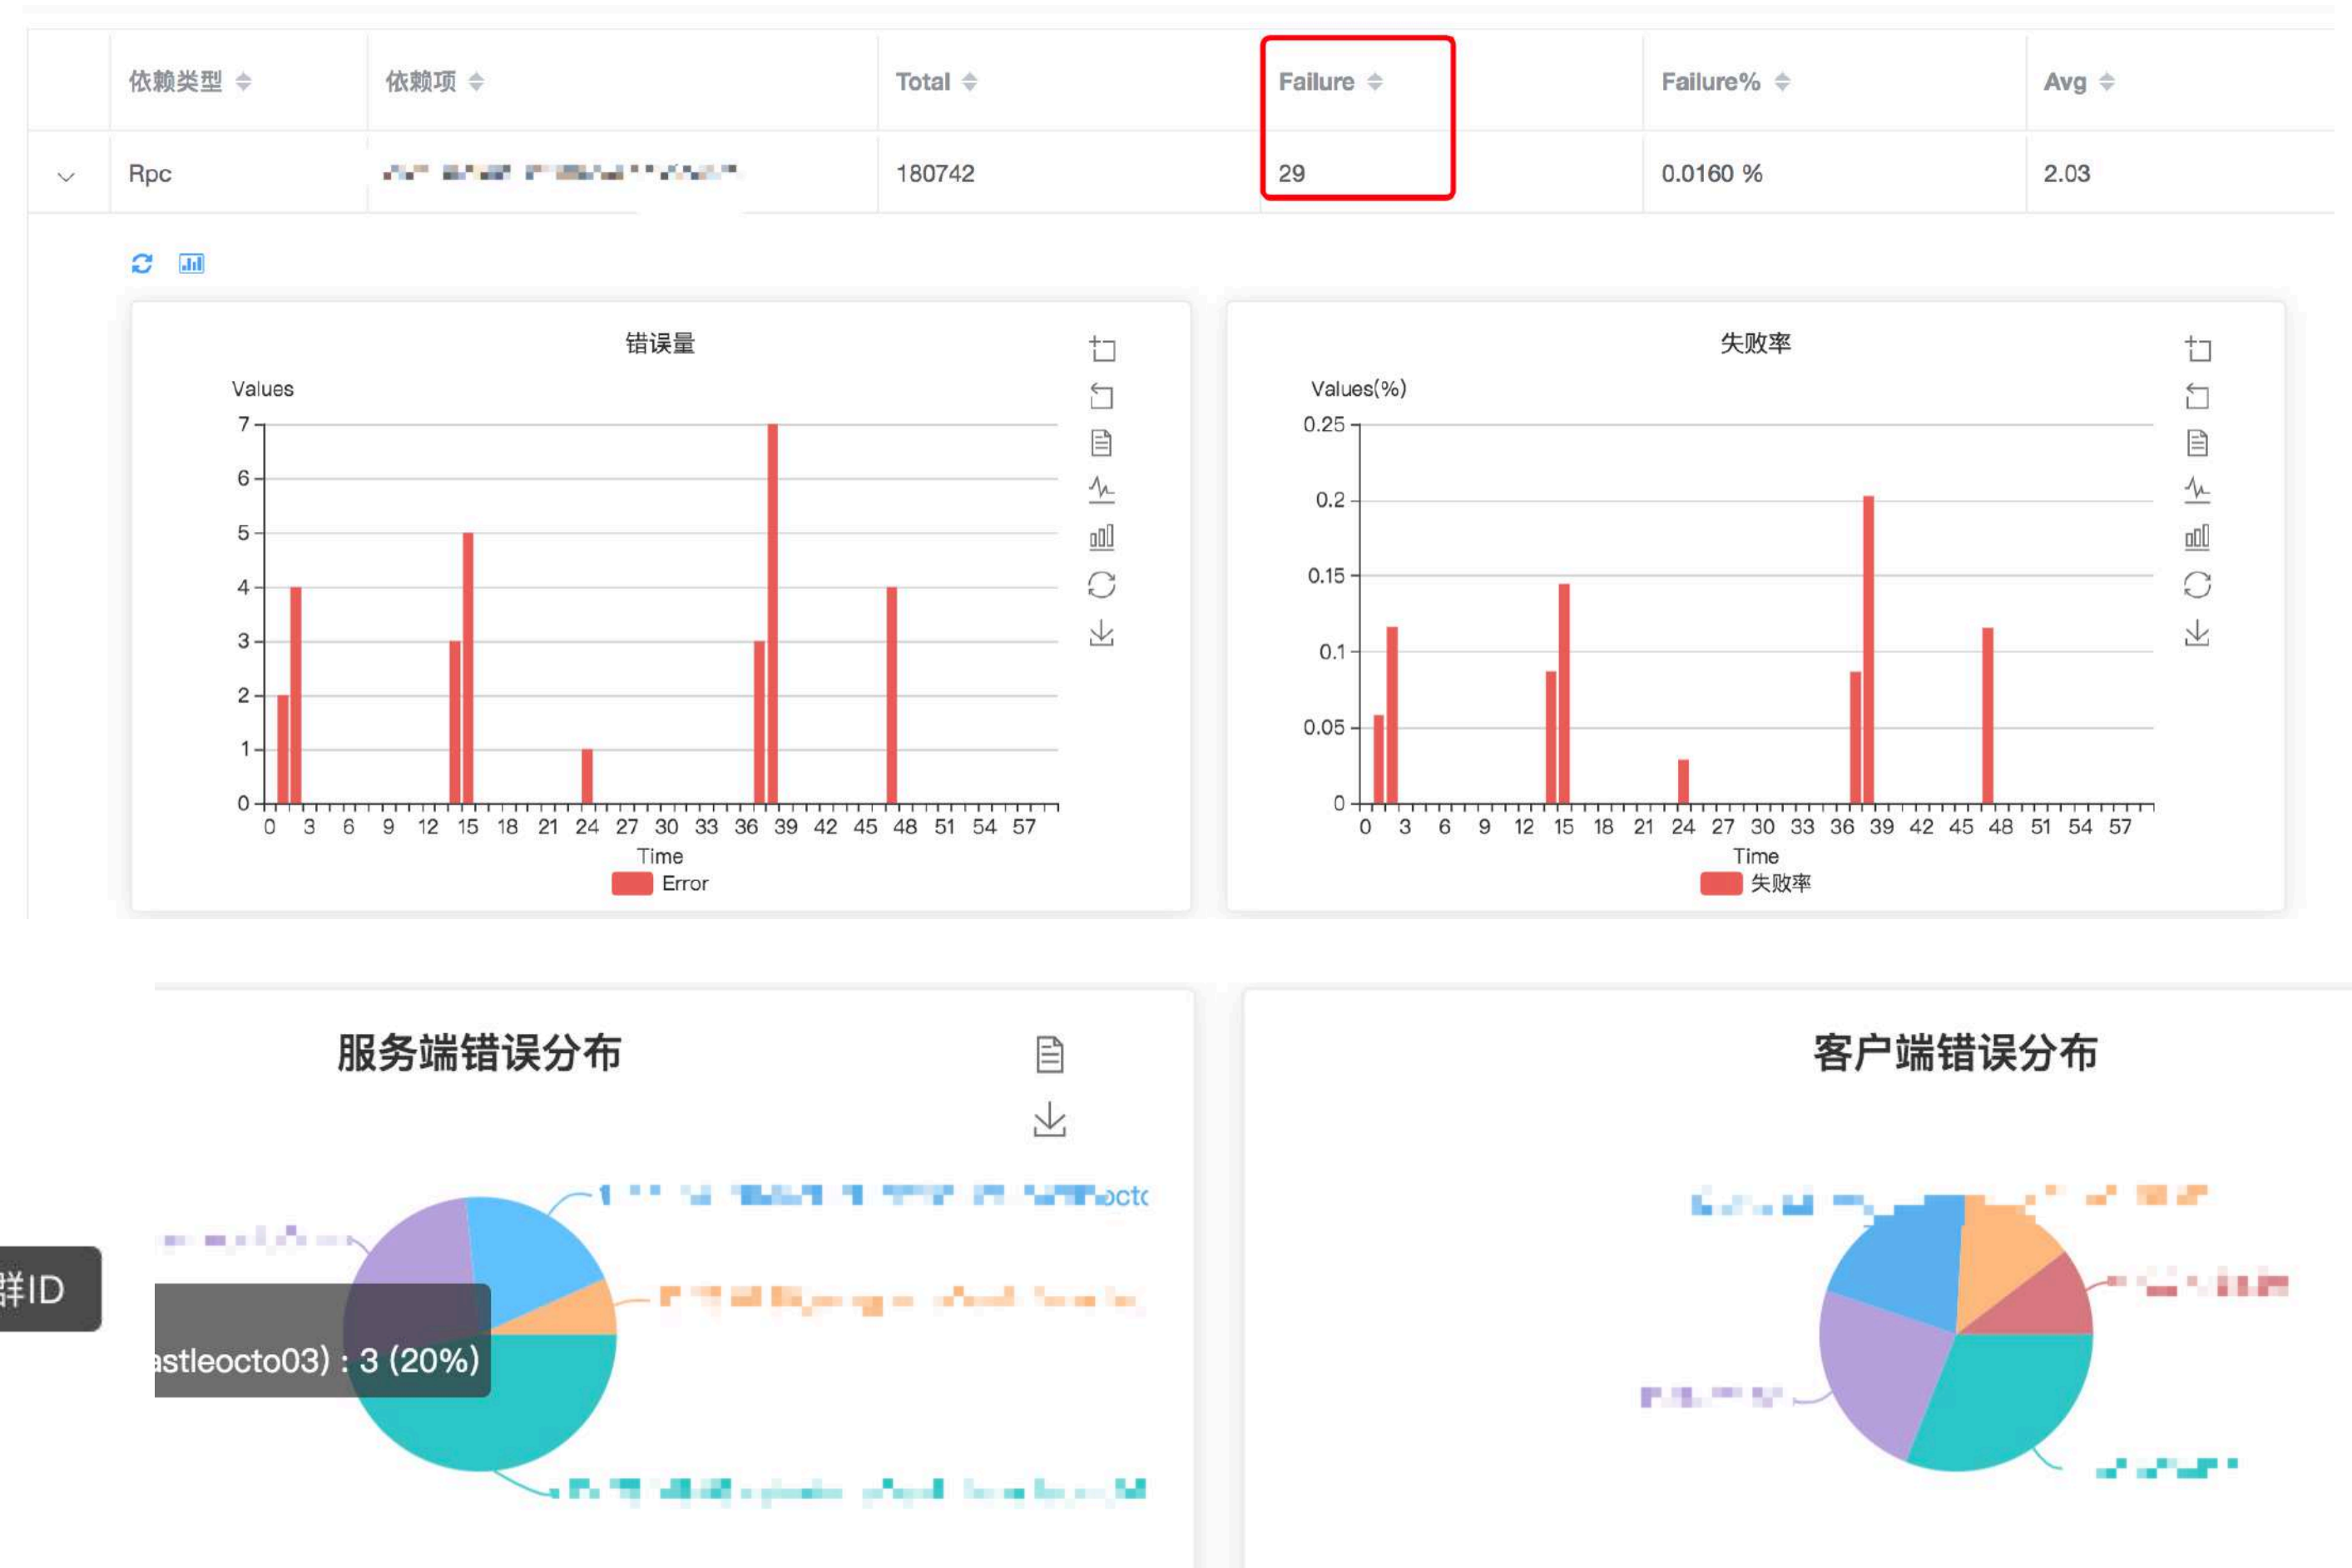 依赖类型 依赖项 Total Failure Failure% Avg
Rpc 180742 29 0.0160 % 2.03
错误量
Values
7
6
5
4
3
2
1
0
0 3 6 9 12 15 18 21 24 27 30 33 36 39 42 45 48 51 54 57
Time
Error
失败率
Values(%)
0.25
0.2
0.15
0.1
0.05
0
0 3 6 9 12 15 18 21 24 27 30 33 36 39 42 45 48 51 54 57
Time
失败率
服务端错误分布
octo
群ID
astleocto03) : 3 (20%)
客户端错误分布